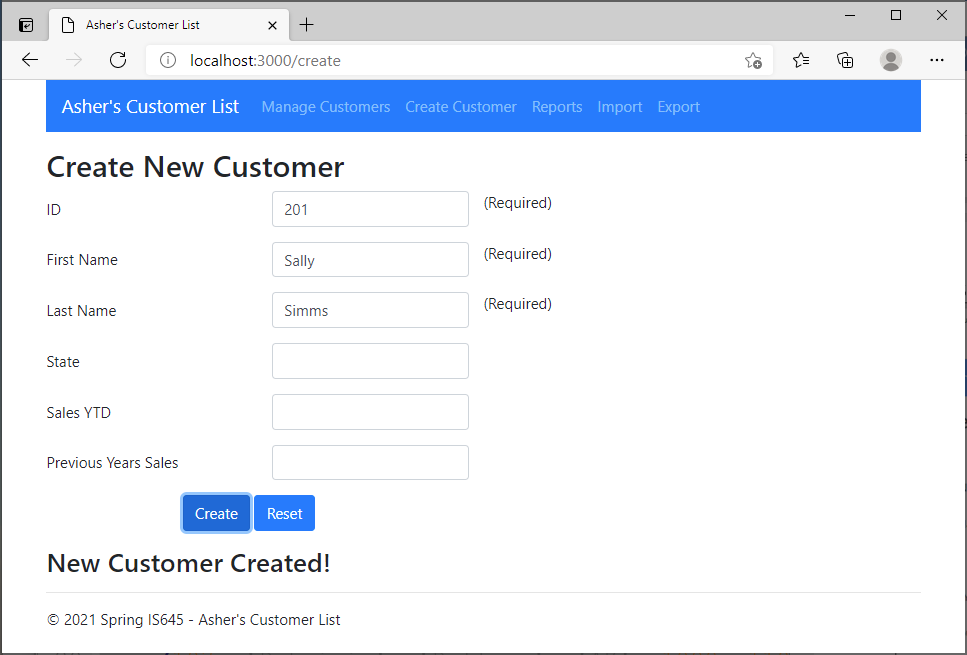 Asher's Customer List
localhost:3000/create
Asher's Customer List Manage Customers Create Customer Reports Import Export
Create New Customer
ID 201 (Required)
First Name Sally (Required)
Last Name Simms (Required)
State
Sales YTD
Previous Years Sales
Create Reset
New Customer Created!
© 2021 Spring IS645 - Asher's Customer List